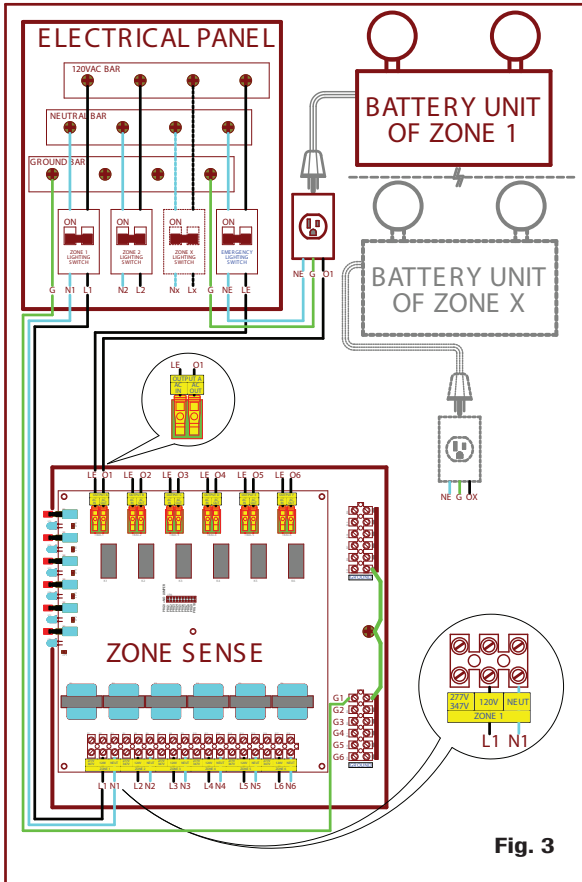 ELECTRICAL PANEL
120VAC BAR
NEUTRAL BAR
GROUND BAR
ON
ZONE 1
LIGHTING
SWITCH
ON
ZONE 2
LIGHTING
SWITCH
ON
ZONE X
LIGHTING
SWITCH
ON
EMERGENCY
LIGHTING
SWITCH
G N1 L1 N2 L2 Nx Lx G NE LE
BATTERY UNIT
OF ZONE 1
NE G O1
BATTERY UNIT
OF ZONE X
NE G OX
LE O1
OUTPUT A
AC IN
AC OUT
LE O1 LE O2 LE O3 LE O4 LE O5 LE O6
GROUND
ZONE SENSE
G1
G2
G3
G4
G5
G6
GROUND
L1 N1 L2 N2 L3 N3 L4 N4 L5 N5 L6 N6
277V
347V
120V
NEUT
ZONE 1
L1 N1
Fig. 3